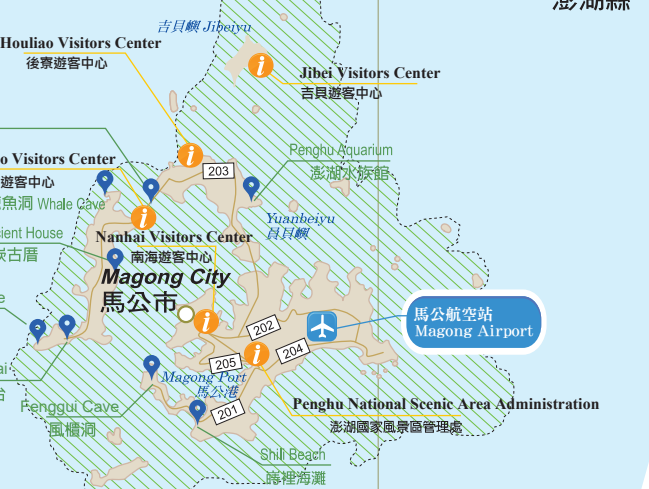 澎湖縣
吉貝嶼 Jibeiyu
Houliao Visitors Center
後寮遊客中心
Jibei Visitors Center
吉貝遊客中心
Penghu Aquarium
澎湖水族館
o Visitors Center
遊客中心
203
魚洞 Whale Cave
Yuanbeiyu
員貝嶼
cient House
古厝
Nanhai Visitors Center
南海遊客中心
Magong City
馬公市
馬公航空站
Magong Airport
202
204
205
Magong Port
馬公港
201
Penghu National Scenic Area Administration
澎湖國家風景區管理處
Fenggui Cave
風櫃洞
Shili Beach
嵵裡海灘